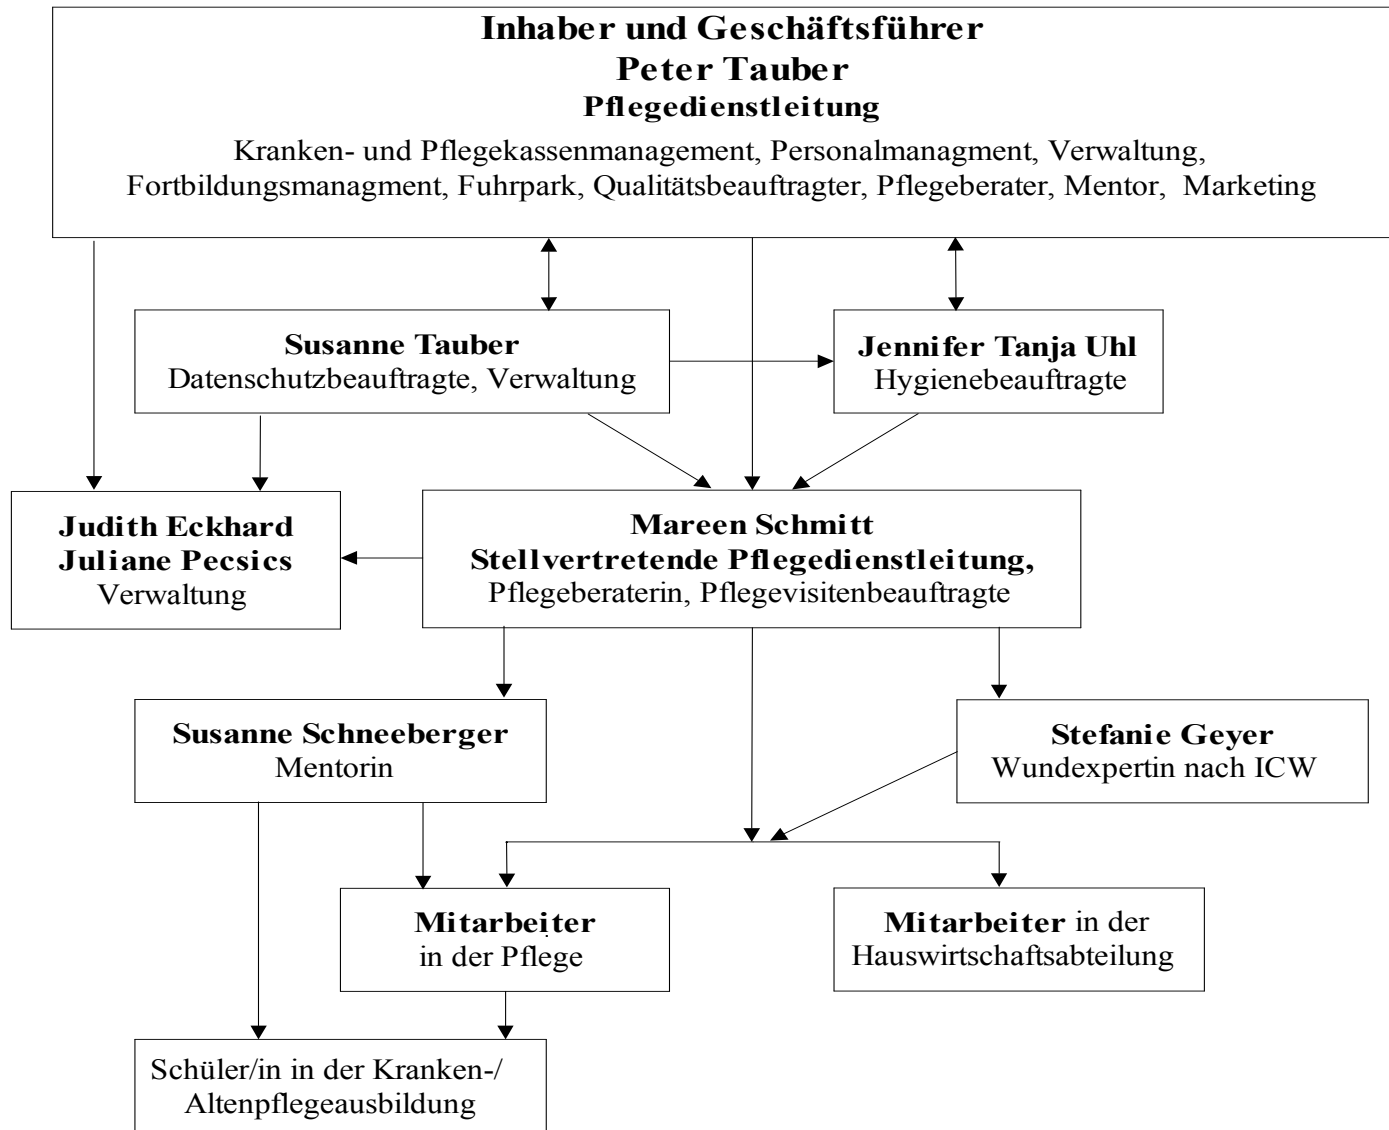 Inhaber und Geschäftsführer
Peter Tauber
Pflegedienstleitung
Kranken- und Pflegekassenmanagement, Personalmanagment, Verwaltung,
Fortbildungsmanagment, Fuhrpark, Qualitätsbeauftragter, Pflegeberater, Mentor, Marketing
Susanne Tauber
Datenschutzbeauftragte, Verwaltung
Jennifer Tanja Uhl
Hygienebeauftragte
Judith Eckhard
Juliane Pecsics
Verwaltung
Mareen Schmitt
Stellvertretende Pflegedienstleitung,
Pflegeberaterin, Pflegevisitenbeauftragte
Susanne Schneeberger
Mentorin
Stefanie Geyer
Wundexpertin nach ICW
Mitarbeiter
in der Pflege
Mitarbeiter in der
Hauswirtschaftsabteilung
Schüler/in in der Kranken-/
Altenpflegeausbildung